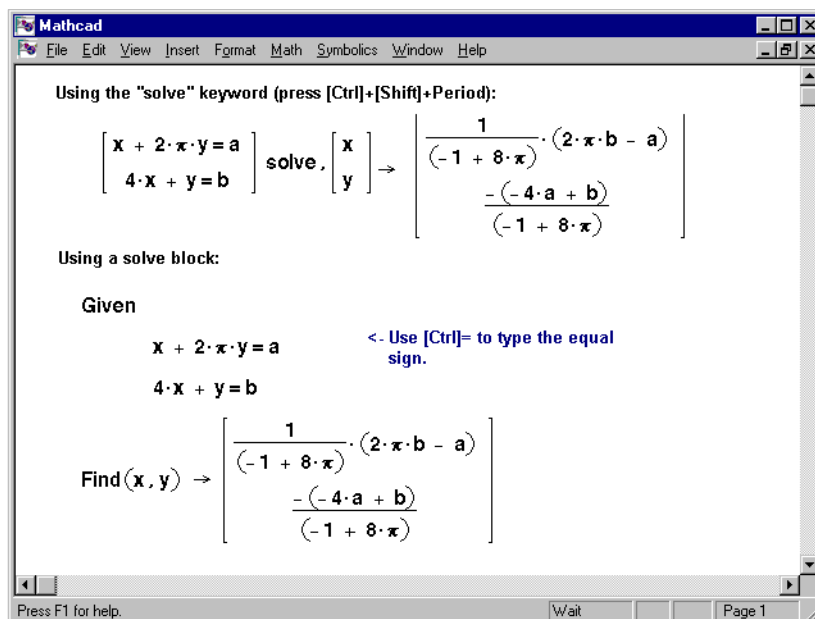 Mathcad
File Edit View Insert Format Math Symbolics Window Help
Using the "solve" keyword (press [Ctrl]+[Shift]+Period):
[ x + 2·π·y=a
4·x + y=b ] solve, [ x
y ] → [ 1/(-1 + 8·π) · (2·π·b - a)
-(-4·a + b)/(-1 + 8·π) ]
Using a solve block:
Given
x + 2·π·y=a
<- Use [Ctrl]= to type the equal
sign.
4·x + y=b
Find(x,y) → [ 1/(-1 + 8·π) · (2·π·b - a)
-(-4·a + b)/(-1 + 8·π) ]
Press F1 for help. Wait Page 1